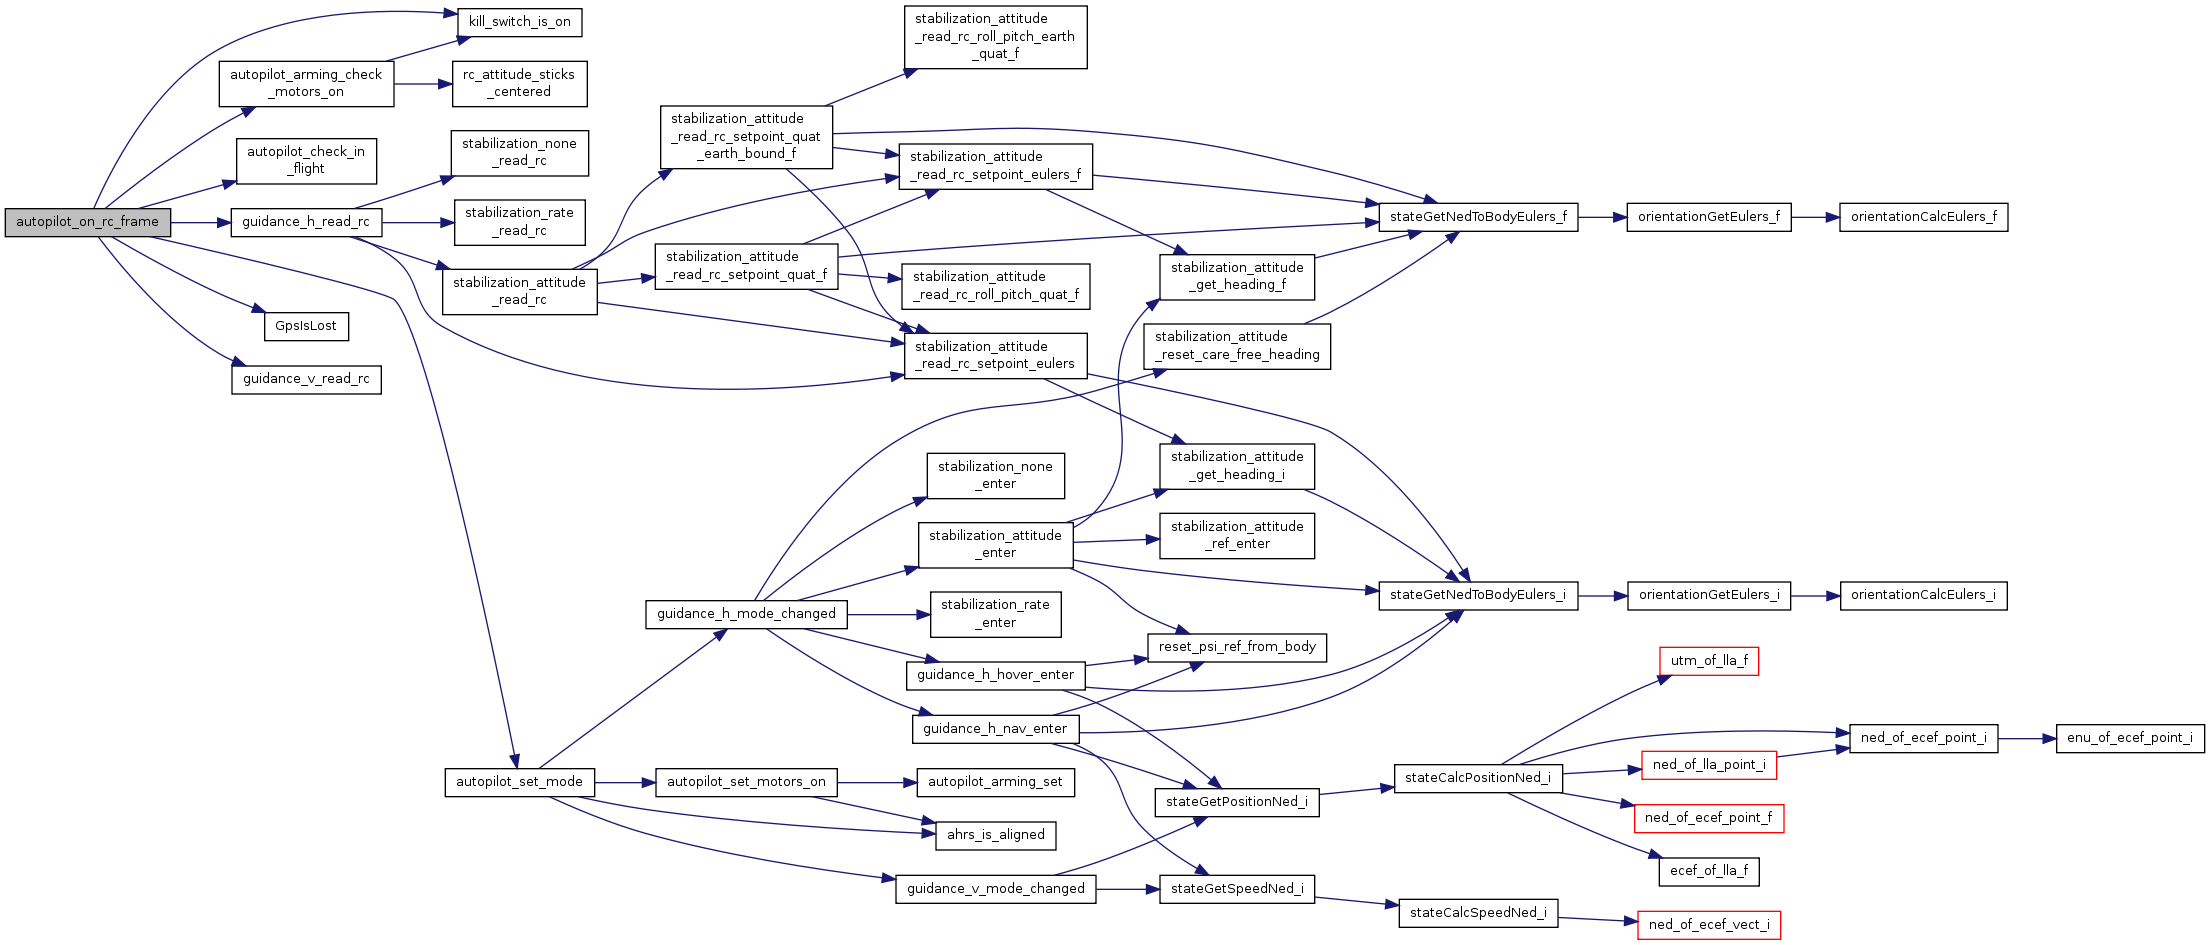 autopilot_on_rc_frame
kill_switch_is_on
autopilot_arming_check
_motors_on
rc_attitude_sticks
_centered
autopilot_check_in
_flight
guidance_h_read_rc
stabilization_none
_read_rc
stabilization_rate
_read_rc
stabilization_attitude
_read_rc
GpsIsLost
guidance_v_read_rc
stabilization_attitude
_read_rc_setpoint_quat
_earth_bound_f
stabilization_attitude
_read_rc_roll_pitch_earth
_quat_f
stabilization_attitude
_read_rc_setpoint_eulers_f
stabilization_attitude
_read_rc_setpoint_quat_f
stabilization_attitude
_read_rc_roll_pitch_quat_f
stabilization_attitude
_read_rc_setpoint_eulers
stabilization_attitude
_get_heading_f
stabilization_attitude
_reset_care_free_heading
stateGetNedToBodyEulers_f
orientationGetEulers_f
orientationCalcEulers_f
stabilization_attitude
_get_heading_i
stabilization_none
_enter
stabilization_attitude
_enter
stabilization_attitude
_ref_enter
stabilization_rate
_enter
guidance_h_mode_changed
guidance_h_hover_enter
guidance_h_nav_enter
reset_psi_ref_from_body
stateGetNedToBodyEulers_i
orientationGetEulers_i
orientationCalcEulers_i
autopilot_set_mode
autopilot_set_motors_on
autopilot_arming_set
ahrs_is_aligned
guidance_v_mode_changed
stateGetPositionNed_i
stateGetSpeedNed_i
stateCalcPositionNed_i
stateCalcSpeedNed_i
utm_of_lla_f
ned_of_ecef_point_i
enu_of_ecef_point_i
ned_of_lla_point_i
ned_of_ecef_point_f
ecef_of_lla_f
ned_of_ecef_vect_i